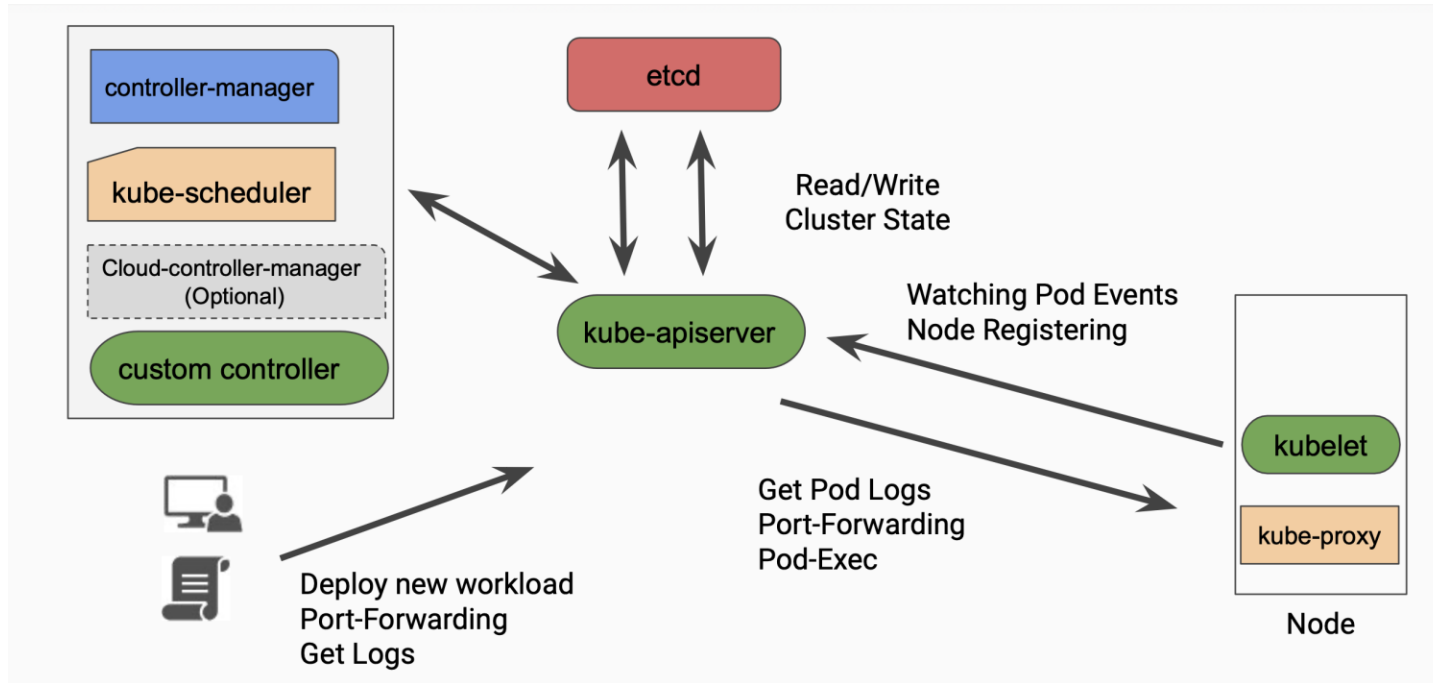 controller-manager
kube-scheduler
Cloud-controller-manager
(Optional)
custom controller
etcd
Read/Write
Cluster State
kube-apiserver
Watching Pod Events
Node Registering
kubelet
kube-proxy
Node
Get Pod Logs
Port-Forwarding
Pod-Exec
Deploy new workload
Port-Forwarding
Get Logs